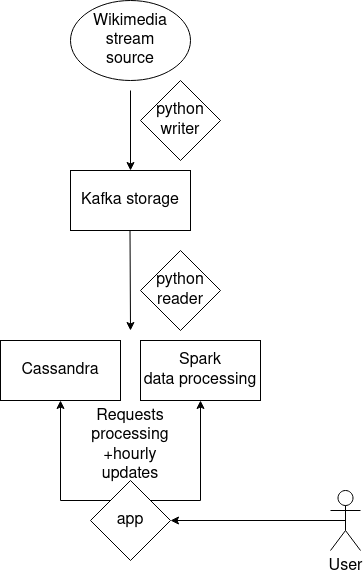 Wikimedia
stream
source
python
writer
Kafka storage
python
reader
Cassandra
Spark
data processing
Requests
processing
+hourly
updates
app
User